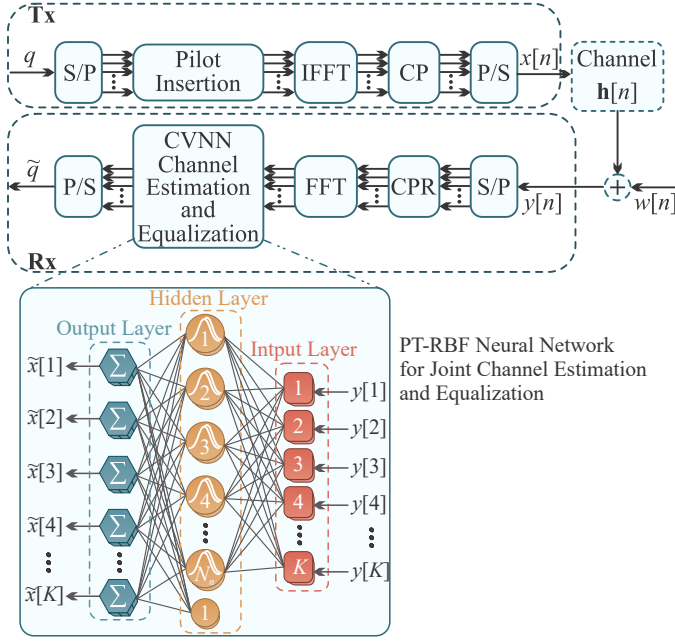 Tx
q
S/P
Pilot
Insertion
IFFT
CP
P/S
x[n]
Channel
h[n]
q̃
P/S
CVNN
Channel
Estimation
and
Equalization
FFT
CPR
S/P
y[n]
+
w[n]
Rx
Hidden Layer
Output Layer
Intput Layer
PT-RBF Neural Network
for Joint Channel Estimation
and Equalization
x̃[1] Σ 1 1 y[1]
x̃[2] Σ 2 2 y[2]
x̃[3] Σ 3 3 y[3]
x̃[4] Σ 4 4 y[4]
x̃[K] Σ Nₙ K y[K]
1